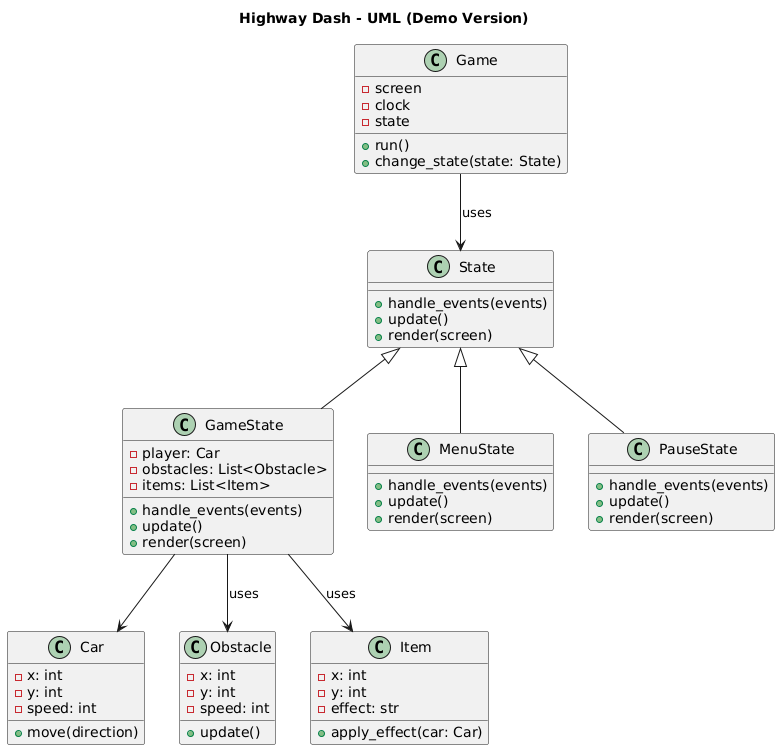 Highway Dash - UML (Demo Version)
C Game
screen
clock
state
run()
change_state(state: State)
uses
C State
handle_events(events)
update()
render(screen)
C GameState
player: Car
obstacles: List<Obstacle>
items: List<Item>
handle_events(events)
update()
render(screen)
C MenuState
handle_events(events)
update()
render(screen)
C PauseState
handle_events(events)
update()
render(screen)
uses
uses
C Car
x: int
y: int
speed: int
move(direction)
C Obstacle
x: int
y: int
speed: int
update()
C Item
x: int
y: int
effect: str
apply_effect(car: Car)